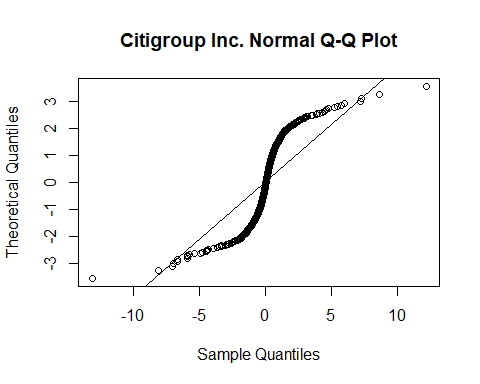 Citigroup Inc. Normal Q-Q Plot
Theoretical Quantiles
3
2
1
0
-1
-2
-3
-10 -5 0 5 10
Sample Quantiles